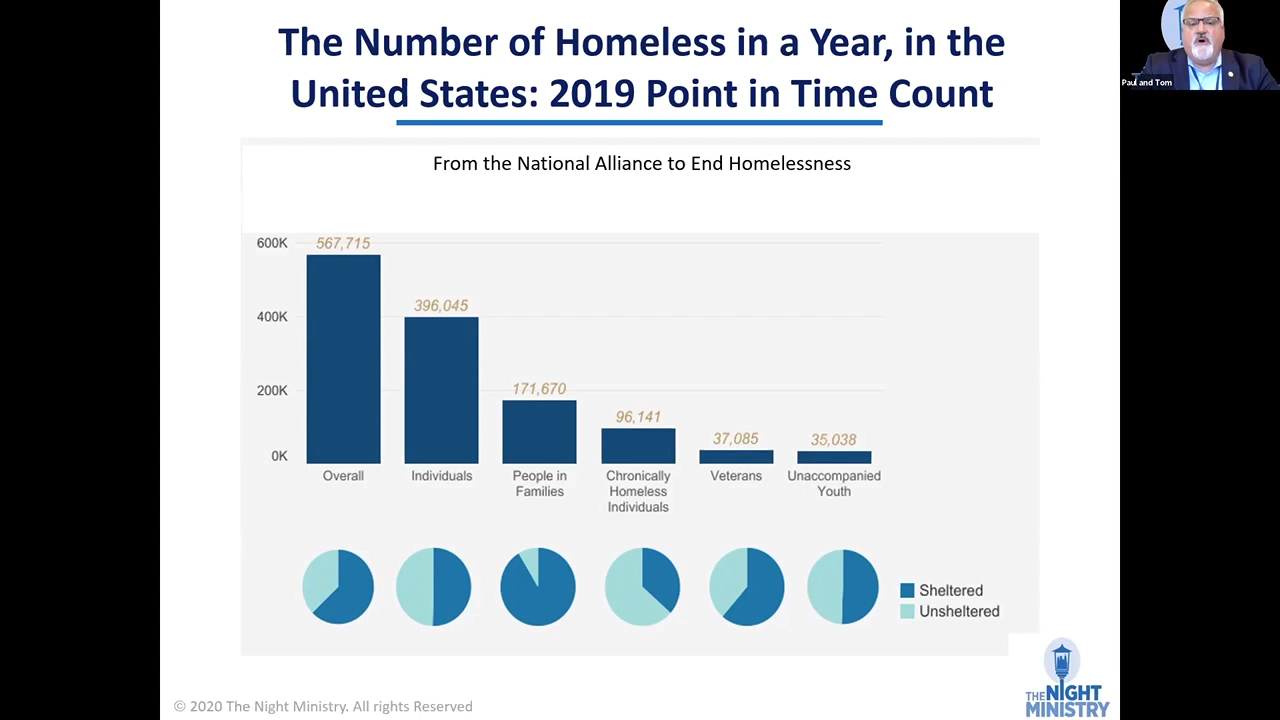 The Number of Homeless in a Year, in the
United States: 2019 Point in Time Count
Paul and Tom
From the National Alliance to End Homelessness
600K
567,715
396,045
400K
171,670
200K
96,141
37,085
35,038
0K
Overall
Individuals
People in
Families
Chronically
Homeless
Individuals
Veterans
Unaccompanied
Youth
Sheltered
Unsheltered
THE NIGHT
MINISTRY
© 2020 The Night Ministry. All rights Reserved